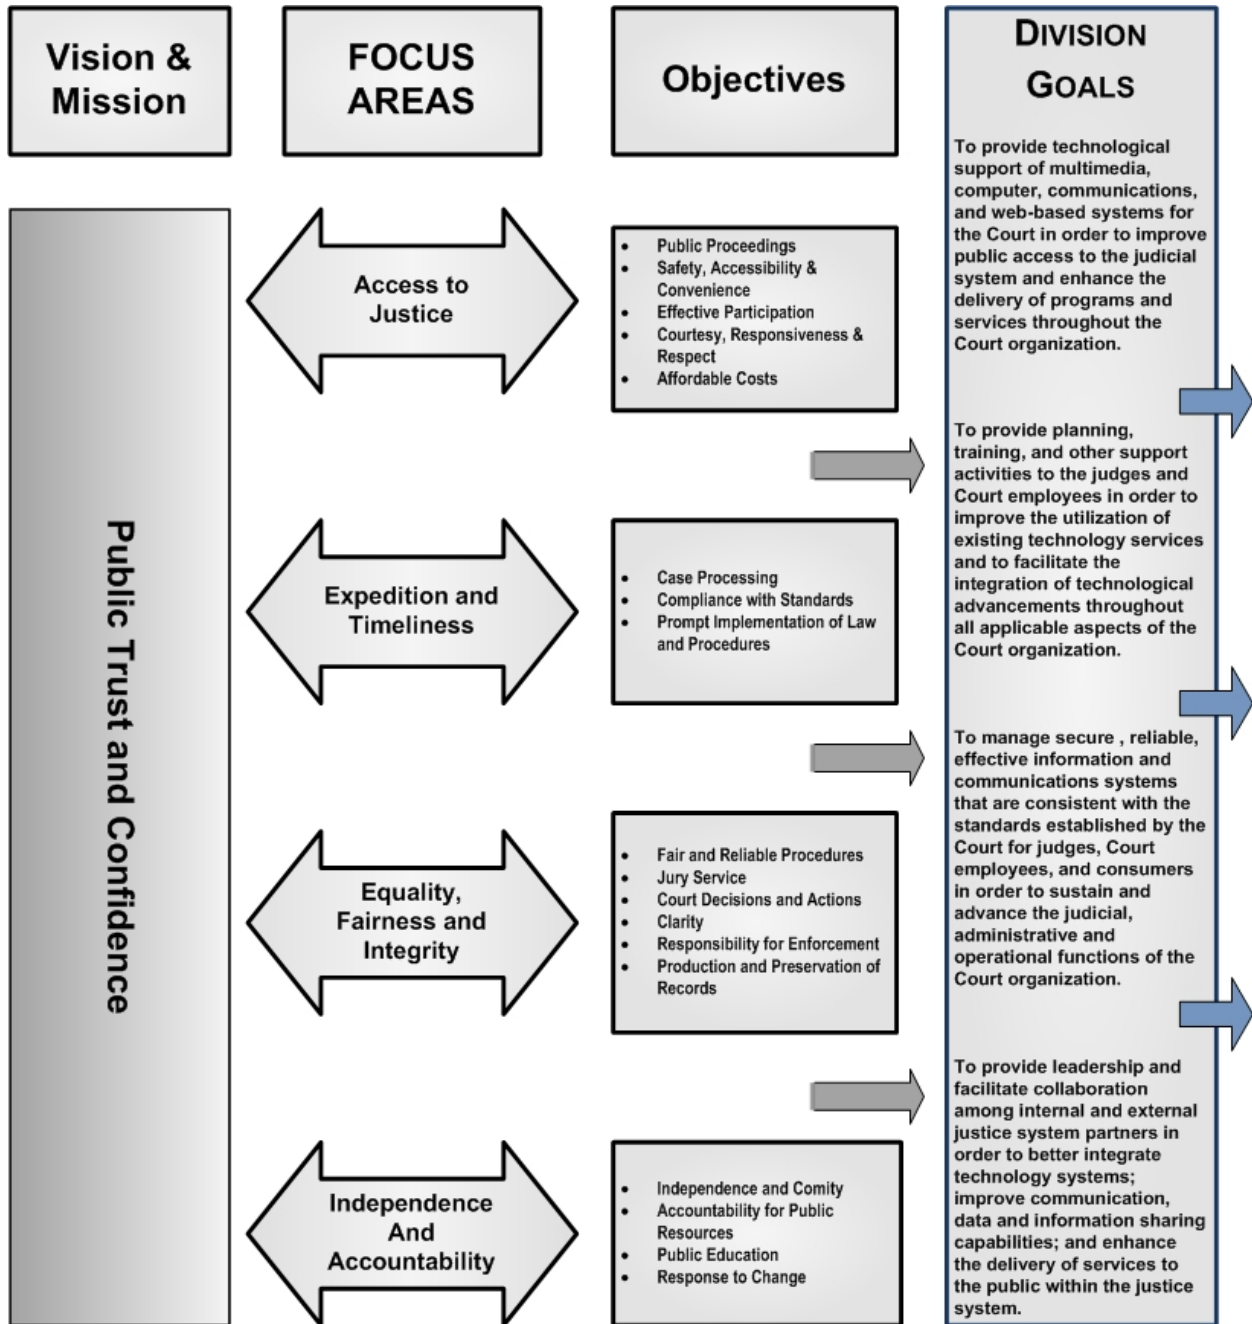 Vision &
Mission
FOCUS
AREAS
Objectives
DIVISION
GOALS
Public Trust and Confidence
Access to
Justice
• Public Proceedings
• Safety, Accessibility &
Convenience
• Effective Participation
• Courtesy, Responsiveness &
Respect
• Affordable Costs
Expedition and
Timeliness
• Case Processing
• Compliance with Standards
• Prompt Implementation of Law
and Procedures
Equality,
Fairness and
Integrity
• Fair and Reliable Procedures
• Jury Service
• Court Decisions and Actions
• Clarity
• Responsibility for Enforcement
• Production and Preservation of
Records
Independence
And
Accountability
• Independence and Comity
• Accountability for Public
Resources
• Public Education
• Response to Change
To provide technological
support of multimedia,
computer, communications,
and web-based systems for
the Court in order to improve
public access to the judicial
system and enhance the
delivery of programs and
services throughout the
Court organization.
To provide planning,
training, and other support
activities to the judges and
Court employees in order to
improve the utilization of
existing technology services
and to facilitate the
integration of technological
advancements throughout
all applicable aspects of the
Court organization.
To manage secure , reliable,
effective information and
communications systems
that are consistent with the
standards established by the
Court for judges, Court
employees, and consumers
in order to sustain and
advance the judicial,
administrative and
operational functions of the
Court organization.
To provide leadership and
facilitate collaboration
among internal and external
justice system partners in
order to better integrate
technology systems;
improve communication,
data and information sharing
capabilities; and enhance
the delivery of services to
the public within the justice
system.